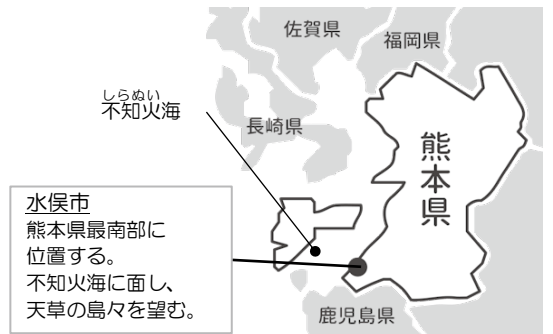 佐賀県
福岡県
しらぬい
不知火海
長崎県
熊本県
水俣市
熊本県最南部に
位置する。
不知火海に面し、
天草の島々を望む。
鹿児島県